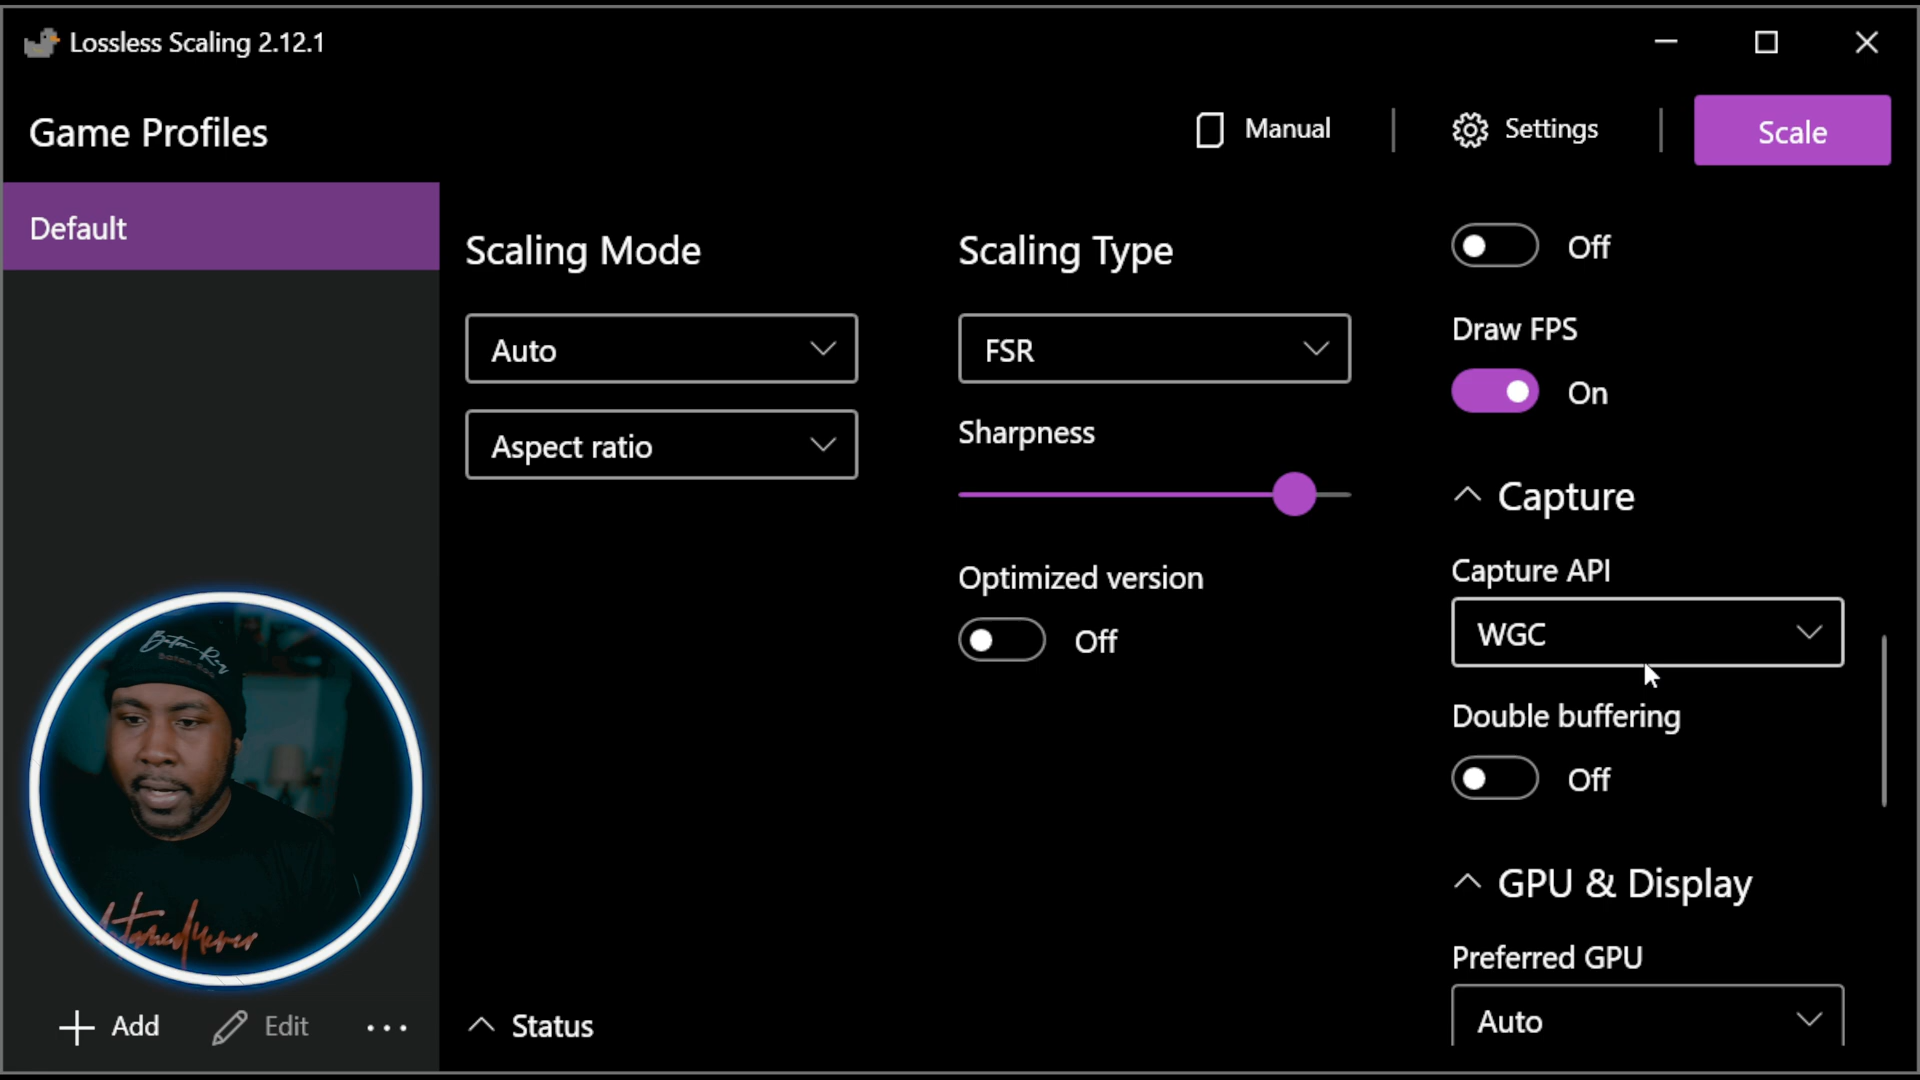 Lossless Scaling 2.12.1
Game Profiles
Manual
Settings
Scale
Default
Scaling Mode
Auto
Aspect ratio
Scaling Type
FSR
Sharpness
Optimized version
Off
Off
Draw FPS
On
Capture
Capture API
WGC
Double buffering
Off
GPU & Display
Preferred GPU
Auto
Add
Edit
...
Status